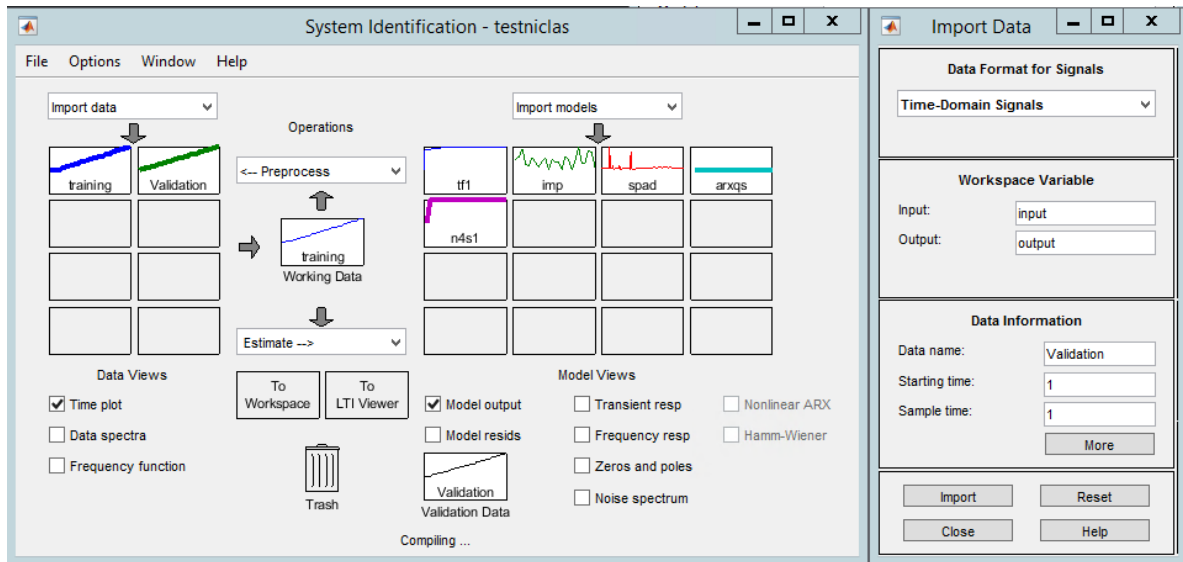 System Identification - testniclas
File Options Window Help
Import data
Operations
Import models
training Validation
<-- Preprocess
tf1 imp spad arxqs
n4s1
training
Working Data
Estimate -->
Data Views
Time plot
Data spectra
Frequency function
To Workspace
To LTI Viewer
Trash
Model Views
Model output Transient resp Nonlinear ARX
Model resids Frequency resp Hamm-Wiener
Zeros and poles
Noise spectrum
Validation
Validation Data
Compiling ...
Import Data
Data Format for Signals
Time-Domain Signals
Workspace Variable
Input: input
Output: output
Data Information
Data name: Validation
Starting time: 1
Sample time: 1
More
Import Reset
Close Help